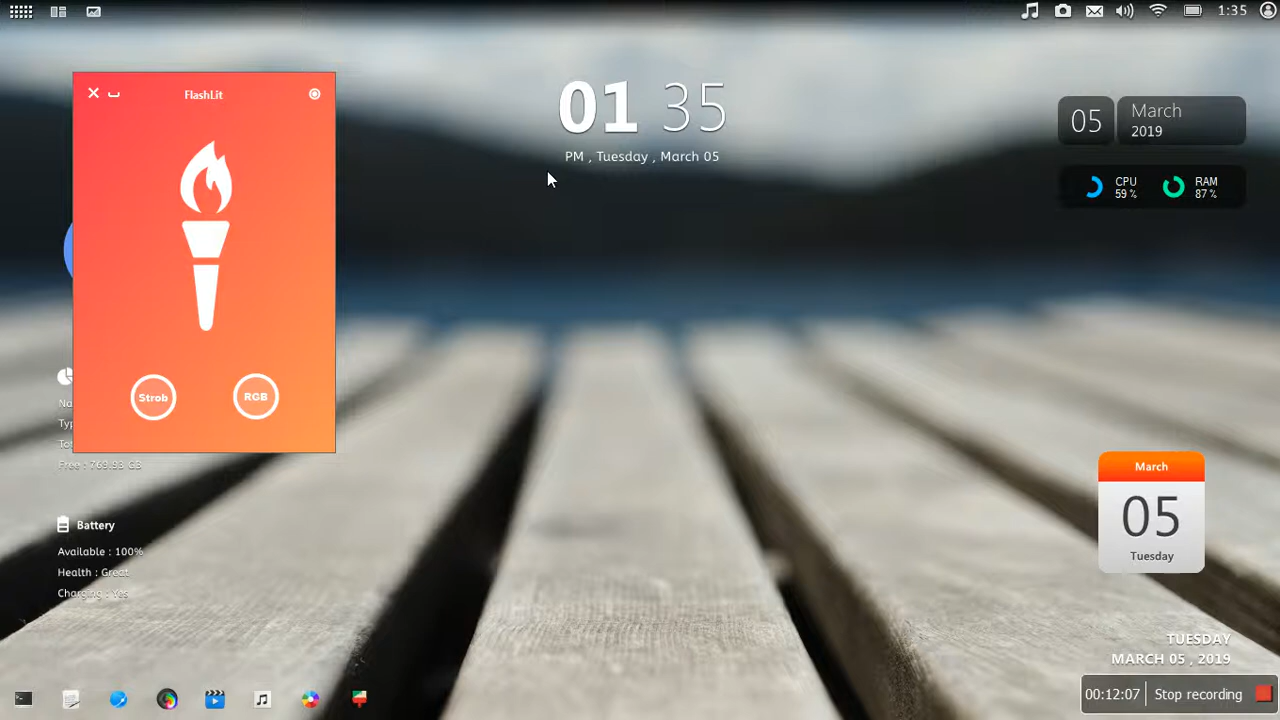 1:35
FlashLit
Strob
RGB
01 35
PM , Tuesday , March 05
05
March
2019
CPU
59 %
RAM
87 %
Free : 769.93 GB
Battery
Available : 100%
Health : Great
Charging : Yes
March
05
Tuesday
TUESDAY
MARCH 05 , 2019
00:12:07
Stop recording